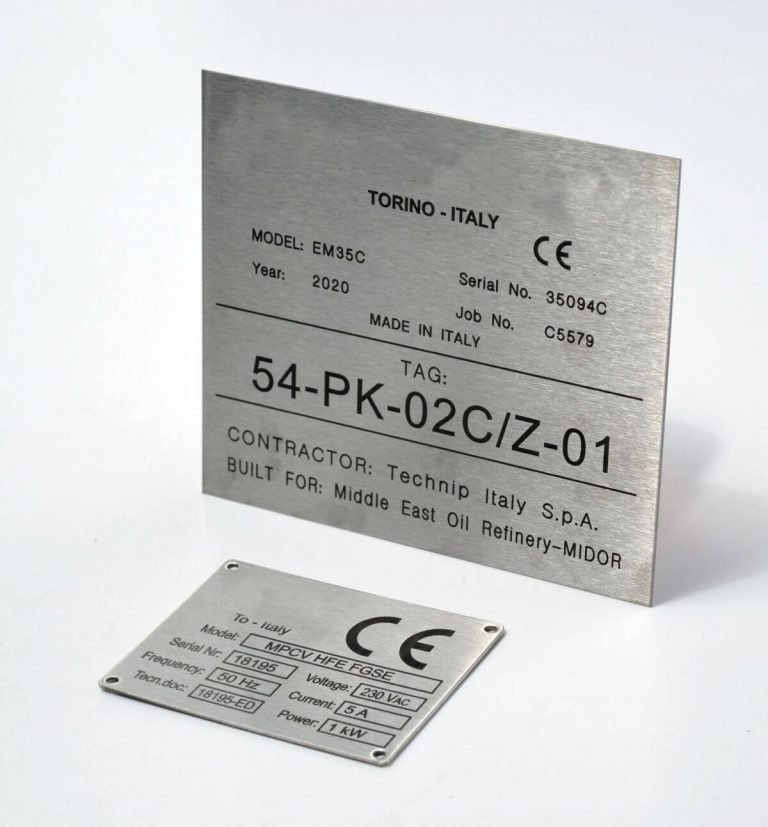 TORINO - ITALY
CE
MODEL: EM35C
Serial No. 35094C
Year: 2020
Job No. C5579
MADE IN ITALY
TAG:
54-PK-02C/Z-01
CONTRACTOR: Technip Italy S.p.A.
BUILT FOR: Middle East Oil Refinery-MIDOR
To - Italy
CE
Model: MPCV HFE FGSE
Serial Nr. 18195 Voltage: 230 VAC
Frequency: 50 Hz Current: 5 A
Tecn.doc: 18195-ED Power: 1 kW